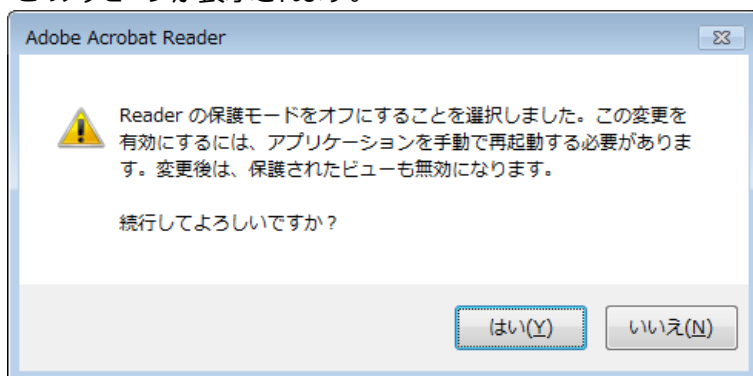 Adobe Acrobat Reader
Reader の保護モードをオフにすることを選択しました。この変更を
有効にするには、アプリケーションを手動で再起動する必要がありま
す。変更後は、保護されたビューも無効になります。
続行してよろしいですか？
はい(Y)
いいえ(N)